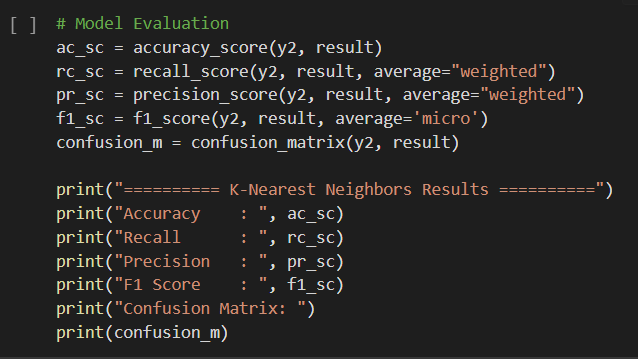 [ ] # Model Evaluation
ac_sc = accuracy_score(y2, result)
rc_sc = recall_score(y2, result, average="weighted")
pr_sc = precision_score(y2, result, average="weighted")
f1_sc = f1_score(y2, result, average='micro')
confusion_m = confusion_matrix(y2, result)
print("========== K-Nearest Neighbors Results ==========")
print("Accuracy    : ", ac_sc)
print("Recall      : ", rc_sc)
print("Precision   : ", pr_sc)
print("F1 Score    : ", f1_sc)
print("Confusion Matrix: ")
print(confusion_m)